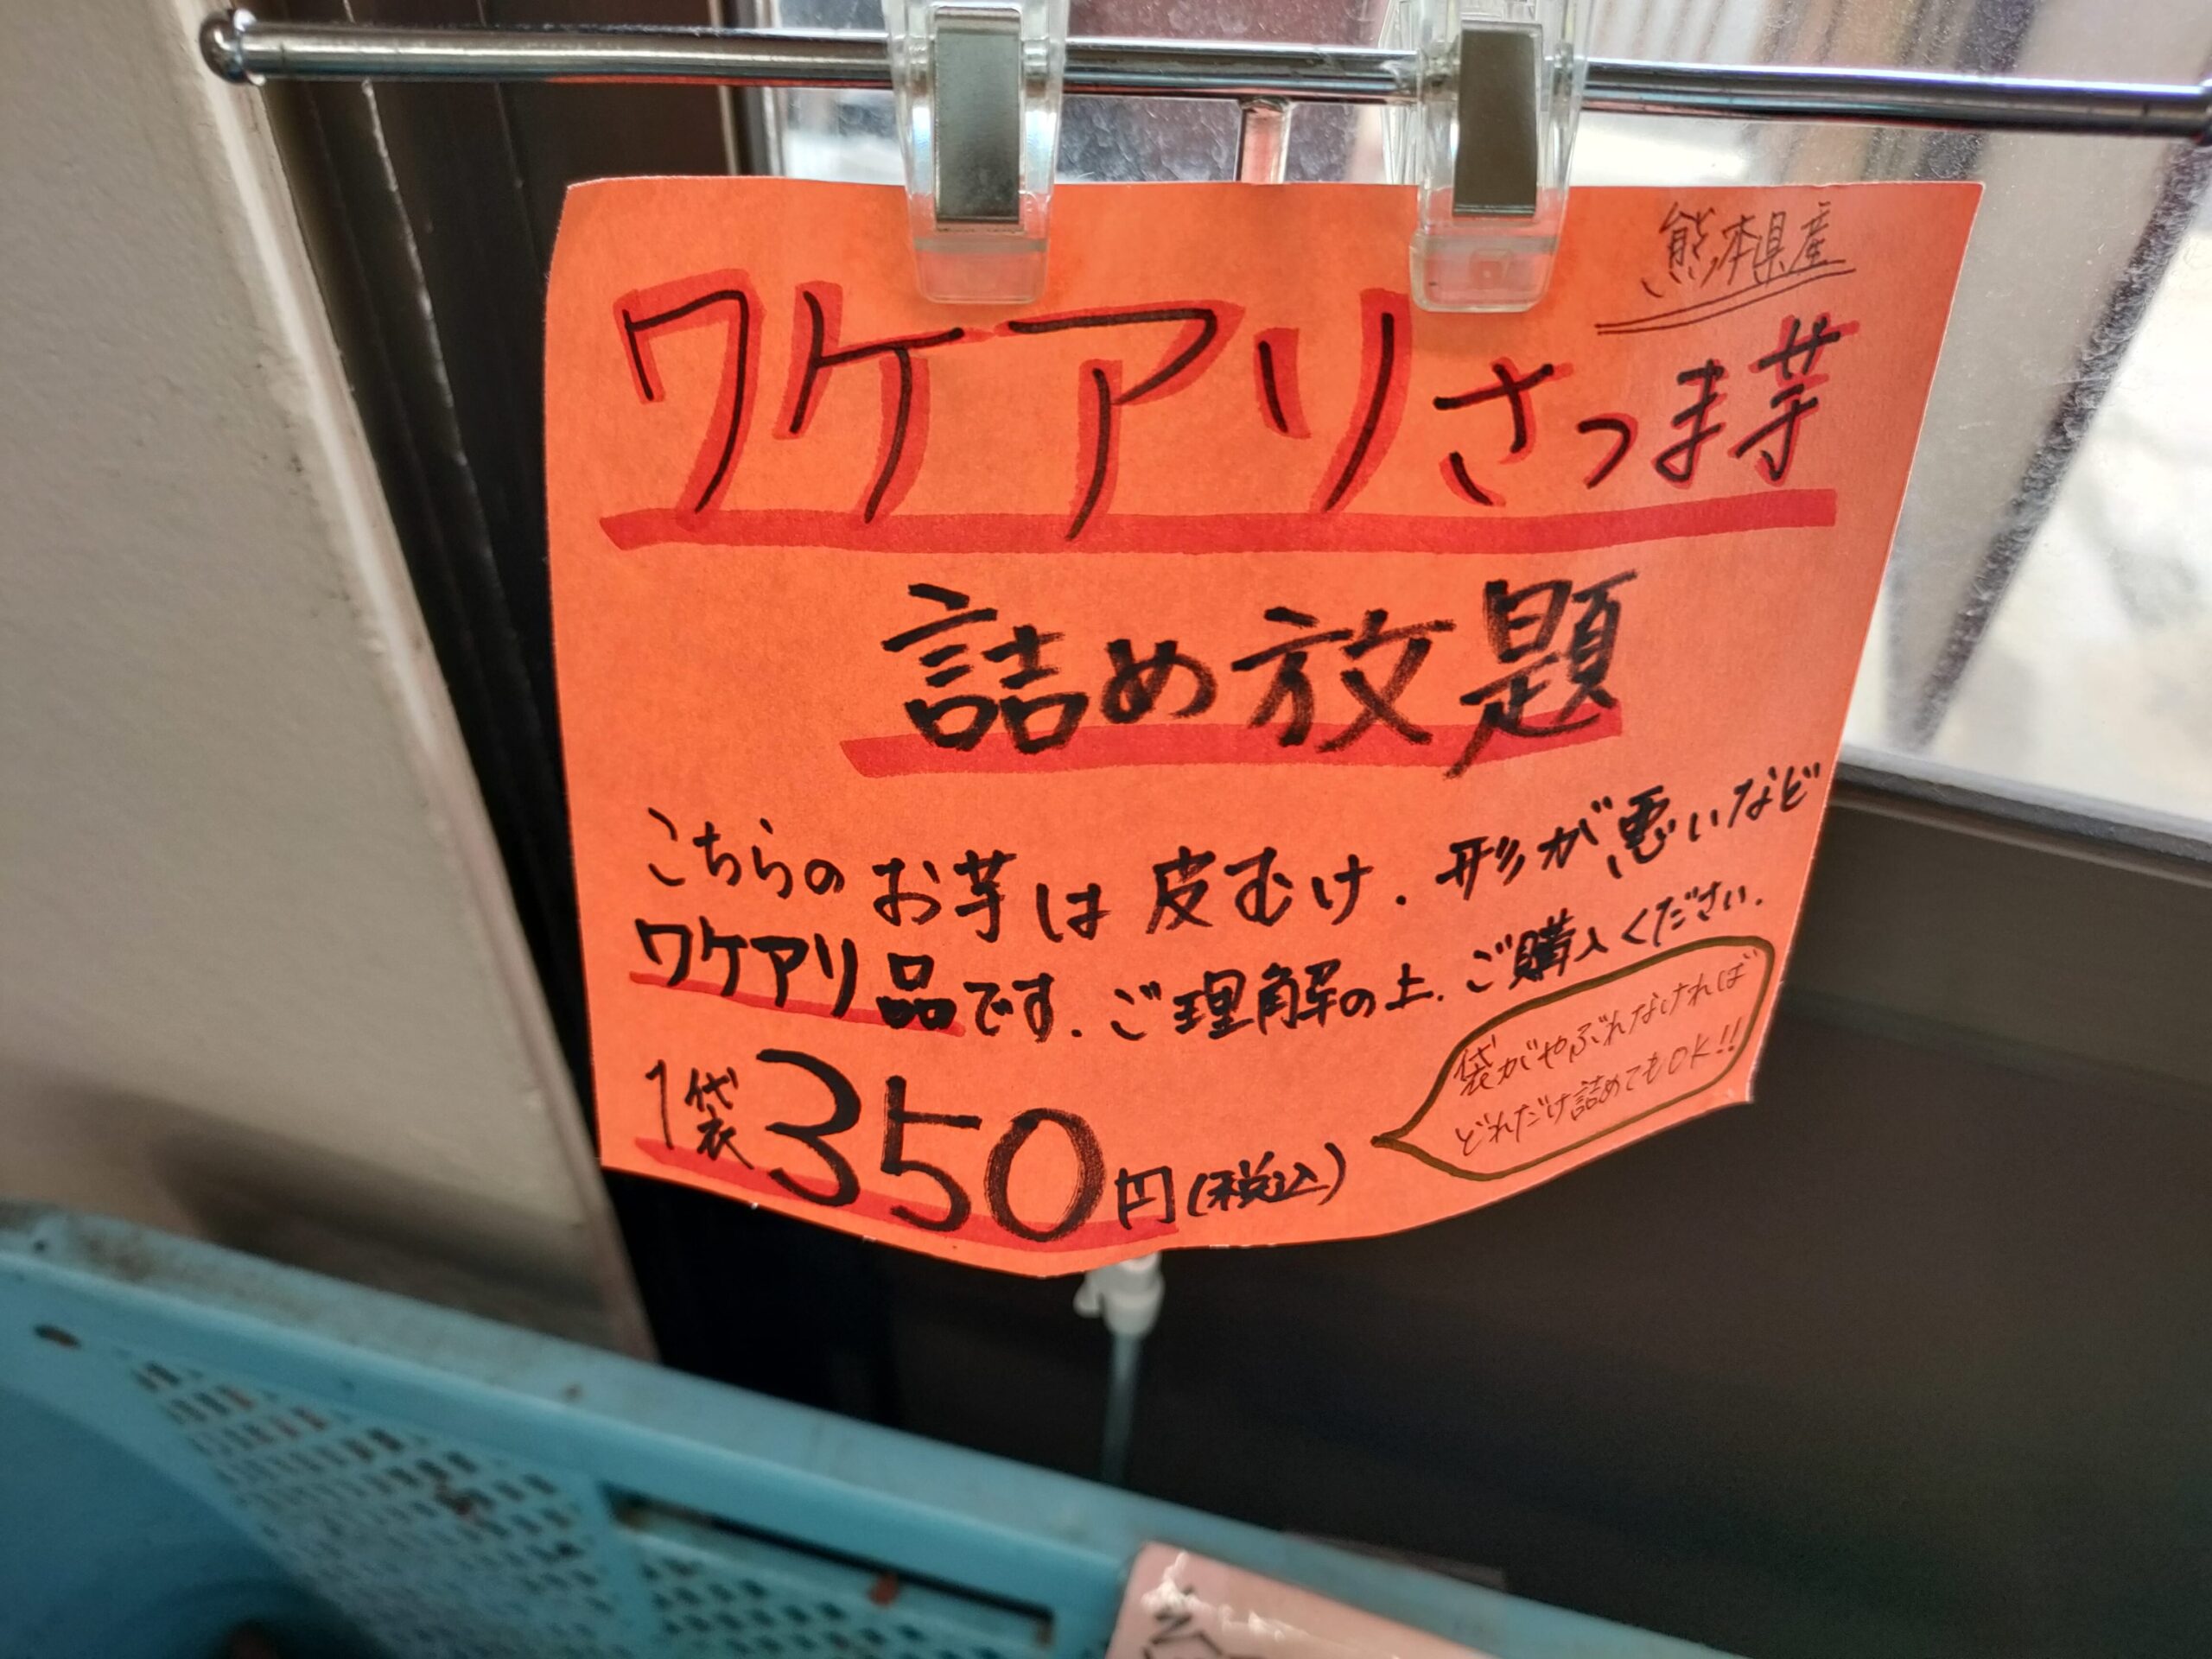 熊本県産
ワケアリさつま芋
詰め放題
こちらのお芋は皮むけ.形が悪いなど
ワケアリ品です.ご理解の上.ご購入ください.
1袋350円(税込)
袋がやぶれなければ
どれだけ詰めてもOK!!